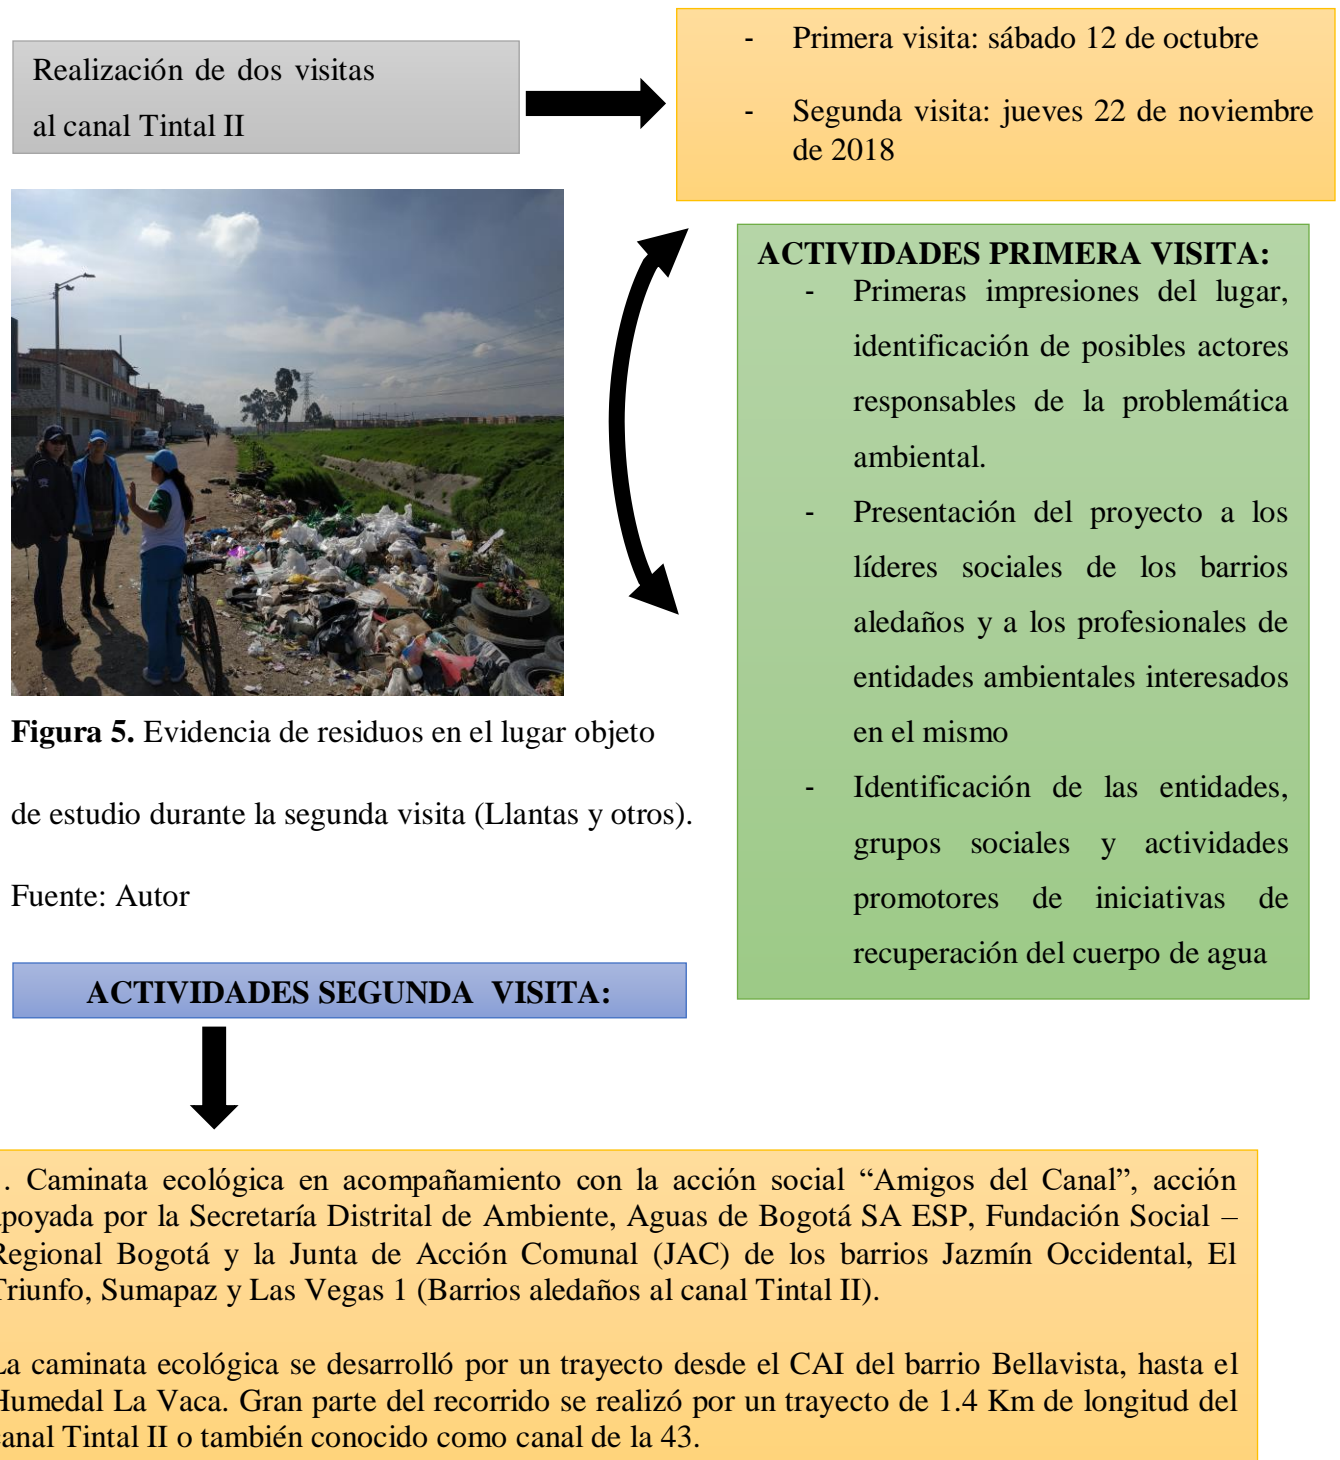 Realización de dos visitas
al canal Tintal II
- Primera visita: sábado 12 de octubre
- Segunda visita: jueves 22 de noviembre
de 2018
ACTIVIDADES PRIMERA VISITA:
- Primeras impresiones del lugar,
identificación de posibles actores
responsables de la problemática
ambiental.
- Presentación del proyecto a los
líderes sociales de los barrios
aledaños y a los profesionales de
entidades ambientales interesados
en el mismo
- Identificación de las entidades,
grupos sociales y actividades
promotores de iniciativas de
recuperación del cuerpo de agua
Figura 5. Evidencia de residuos en el lugar objeto
de estudio durante la segunda visita (Llantas y otros).
Fuente: Autor
ACTIVIDADES SEGUNDA VISITA:
. Caminata ecológica en acompañamiento con la acción social “Amigos del Canal”, acción
apoyada por la Secretaría Distrital de Ambiente, Aguas de Bogotá SA ESP, Fundación Social –
Regional Bogotá y la Junta de Acción Comunal (JAC) de los barrios Jazmín Occidental, El
Triunfo, Sumapaz y Las Vegas 1 (Barrios aledaños al canal Tintal II).
La caminata ecológica se desarrolló por un trayecto desde el CAI del barrio Bellavista, hasta el
Humedal La Vaca. Gran parte del recorrido se realizó por un trayecto de 1.4 Km de longitud del
canal Tintal II o también conocido como canal de la 43.